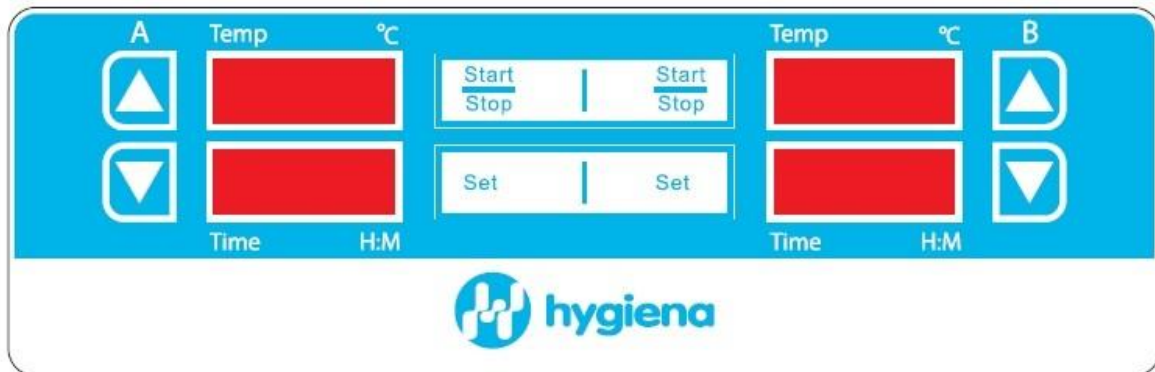 A Temp °C Temp °C B
Start Start
Stop Stop
Set Set
Time H:M Time H:M
hygiena